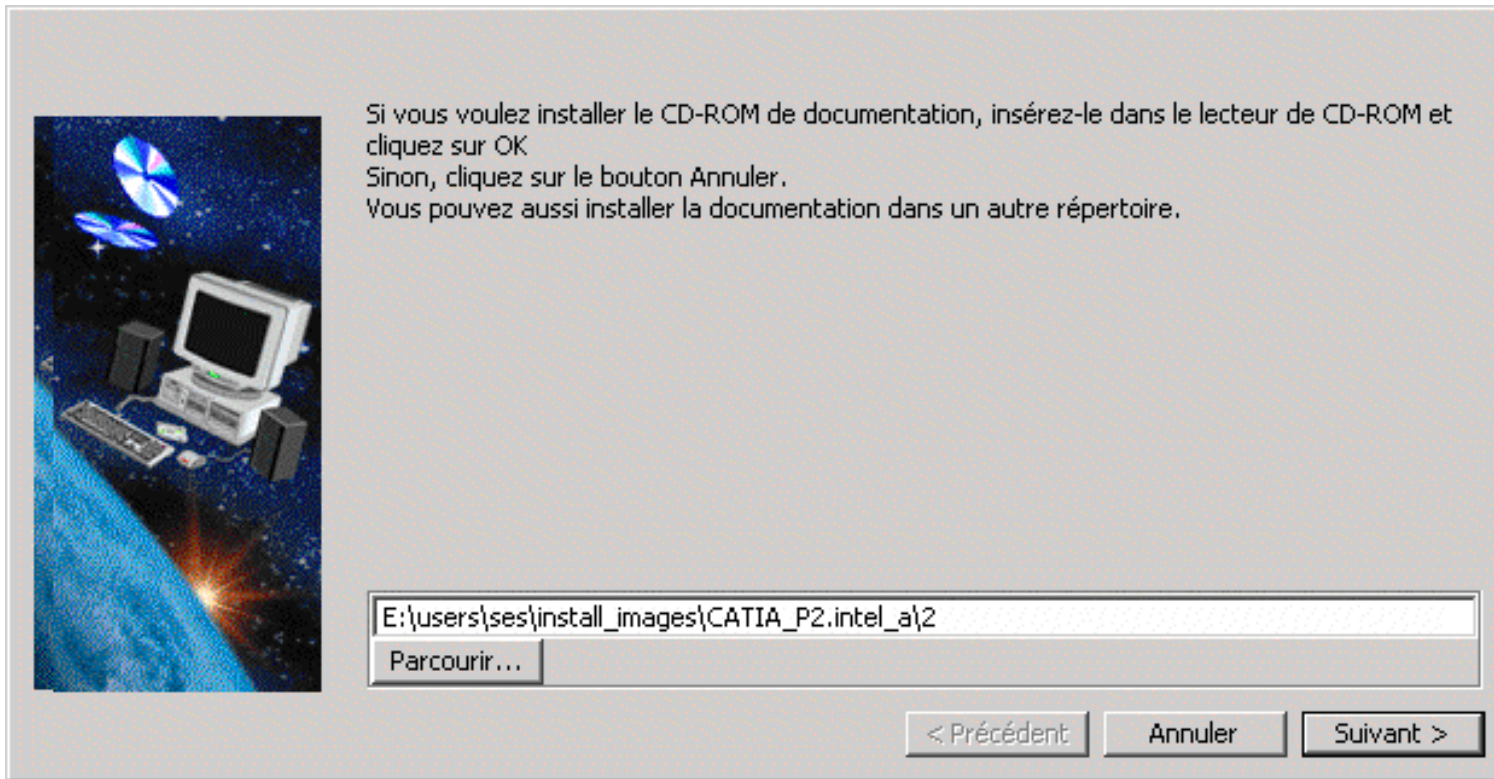 Si vous voulez installer le CD-ROM de documentation, insérez-le dans le lecteur de CD-ROM et
cliquez sur OK
Sinon, cliquez sur le bouton Annuler.
Vous pouvez aussi installer la documentation dans un autre répertoire.
E:\users\ses\install_images\CATIA_P2.intel_a\2
Parcourir...
< Précédent Annuler Suivant >